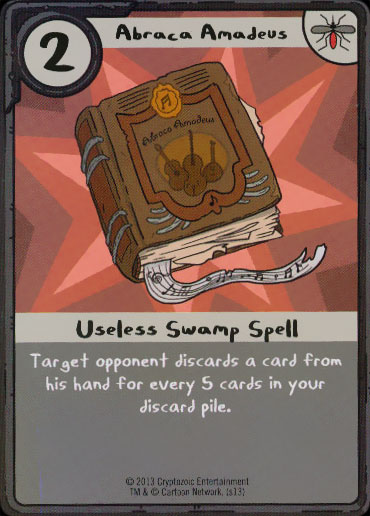 2
Abraca Amadeus
Abraca Amadeus
Useless Swamp Spell
Target opponent discards a card from
his hand for every 5 cards in your
discard pile.
© 2013 Cryptozoic Entertainment
TM & © Cartoon Network. (s13)